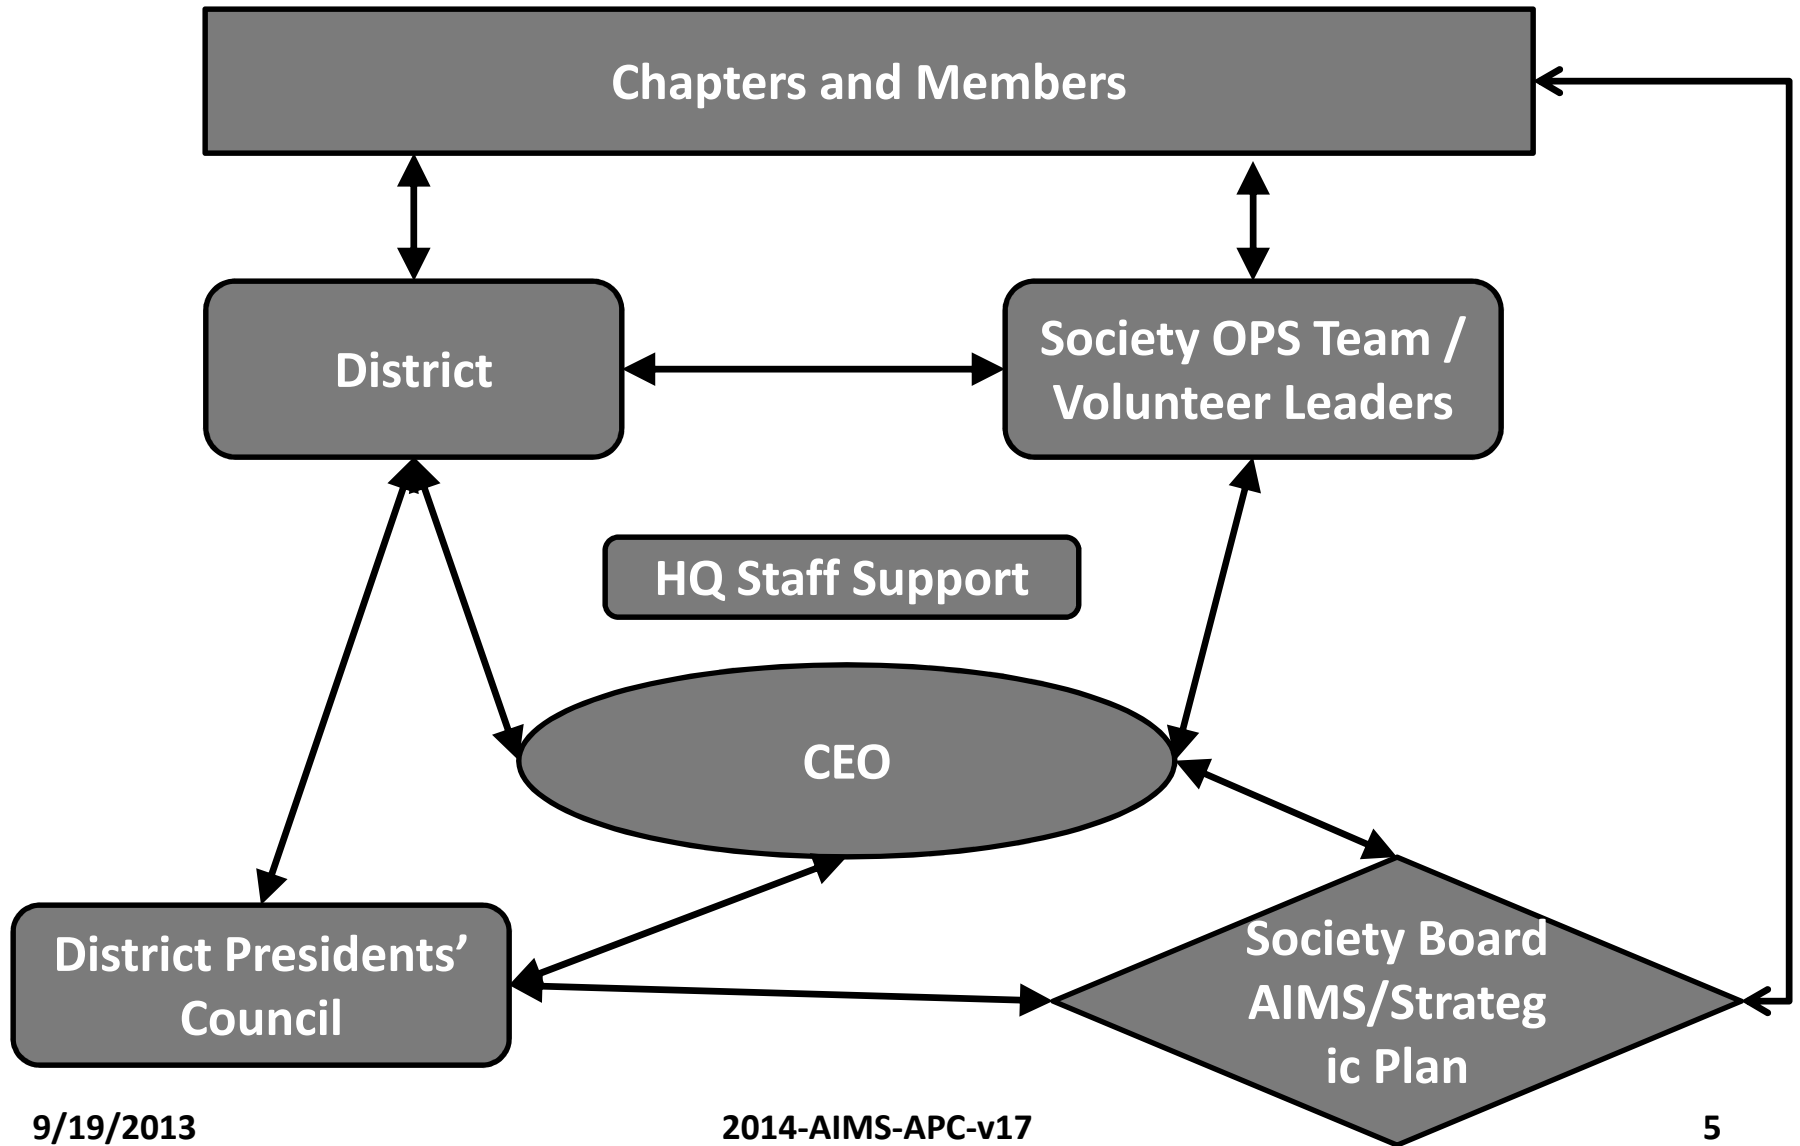 Chapters and Members
District
Society OPS Team /
Volunteer Leaders
HQ Staff Support
CEO
District Presidents’
Council
Society Board
AIMS/Strateg
ic Plan
9/19/2013
2014-AIMS-APC-v17
5